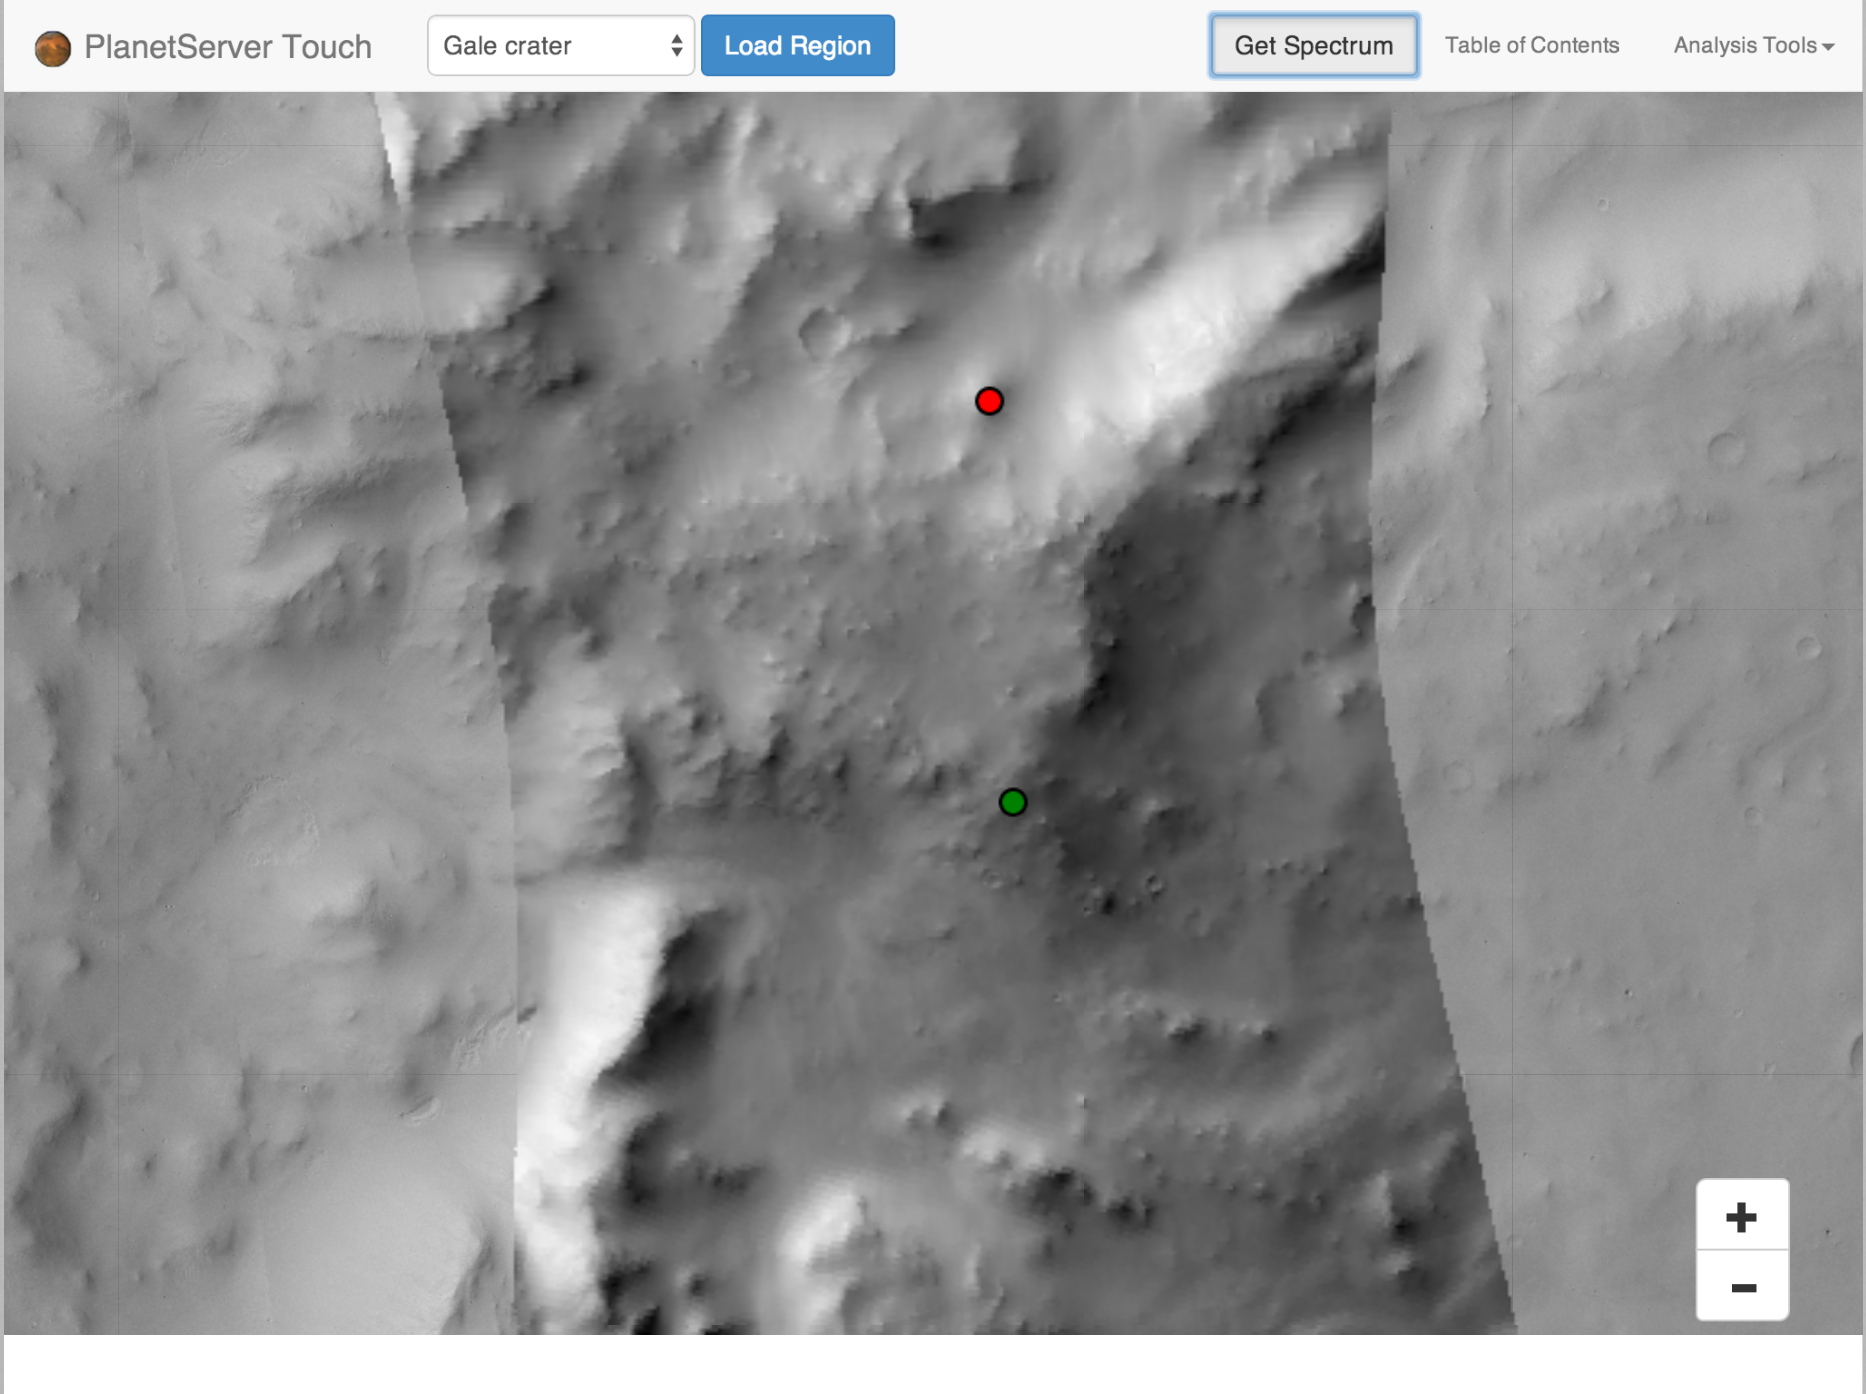 PlanetServer Touch
Gale crater
Load Region
Get Spectrum
Table of Contents
Analysis Tools
+
-